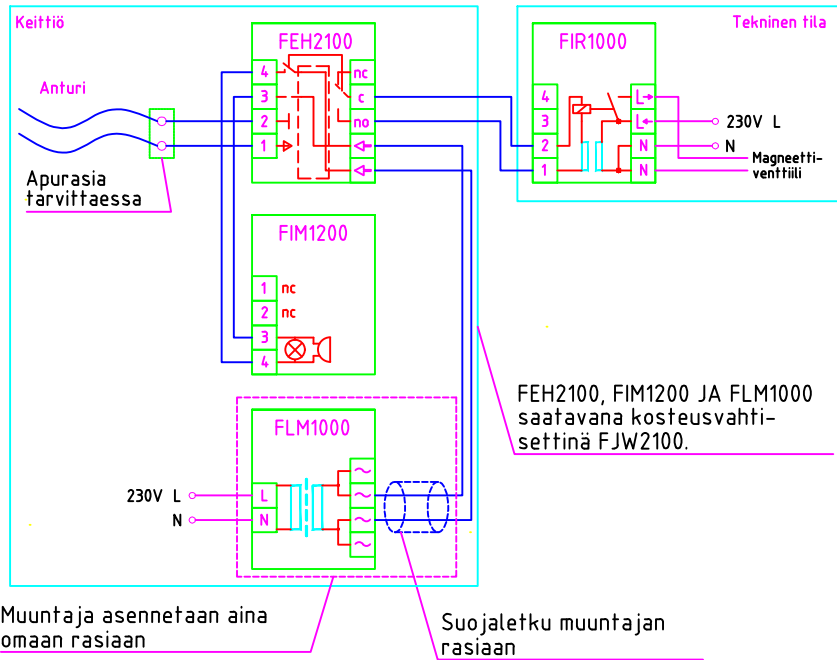 Keittiö
Tekninen tila
FEH2100
FIR1000
Anturi
4
3
2
1
nc
c
no
4
3
2
1
L
L
N
N
230V L
N
Magneetti-
venttiili
Apurasia
tarvittaessa
FIM1200
1 nc
2 nc
3
4
FEH2100, FIM1200 JA FLM1000
saatavana kosteusvahti-
settinä FJW2100.
FLM1000
230V L
N
L
N
~
~
~
~
Muuntaja asennetaan aina
omaan rasiaan
Suojaletku muuntajan
rasiaan